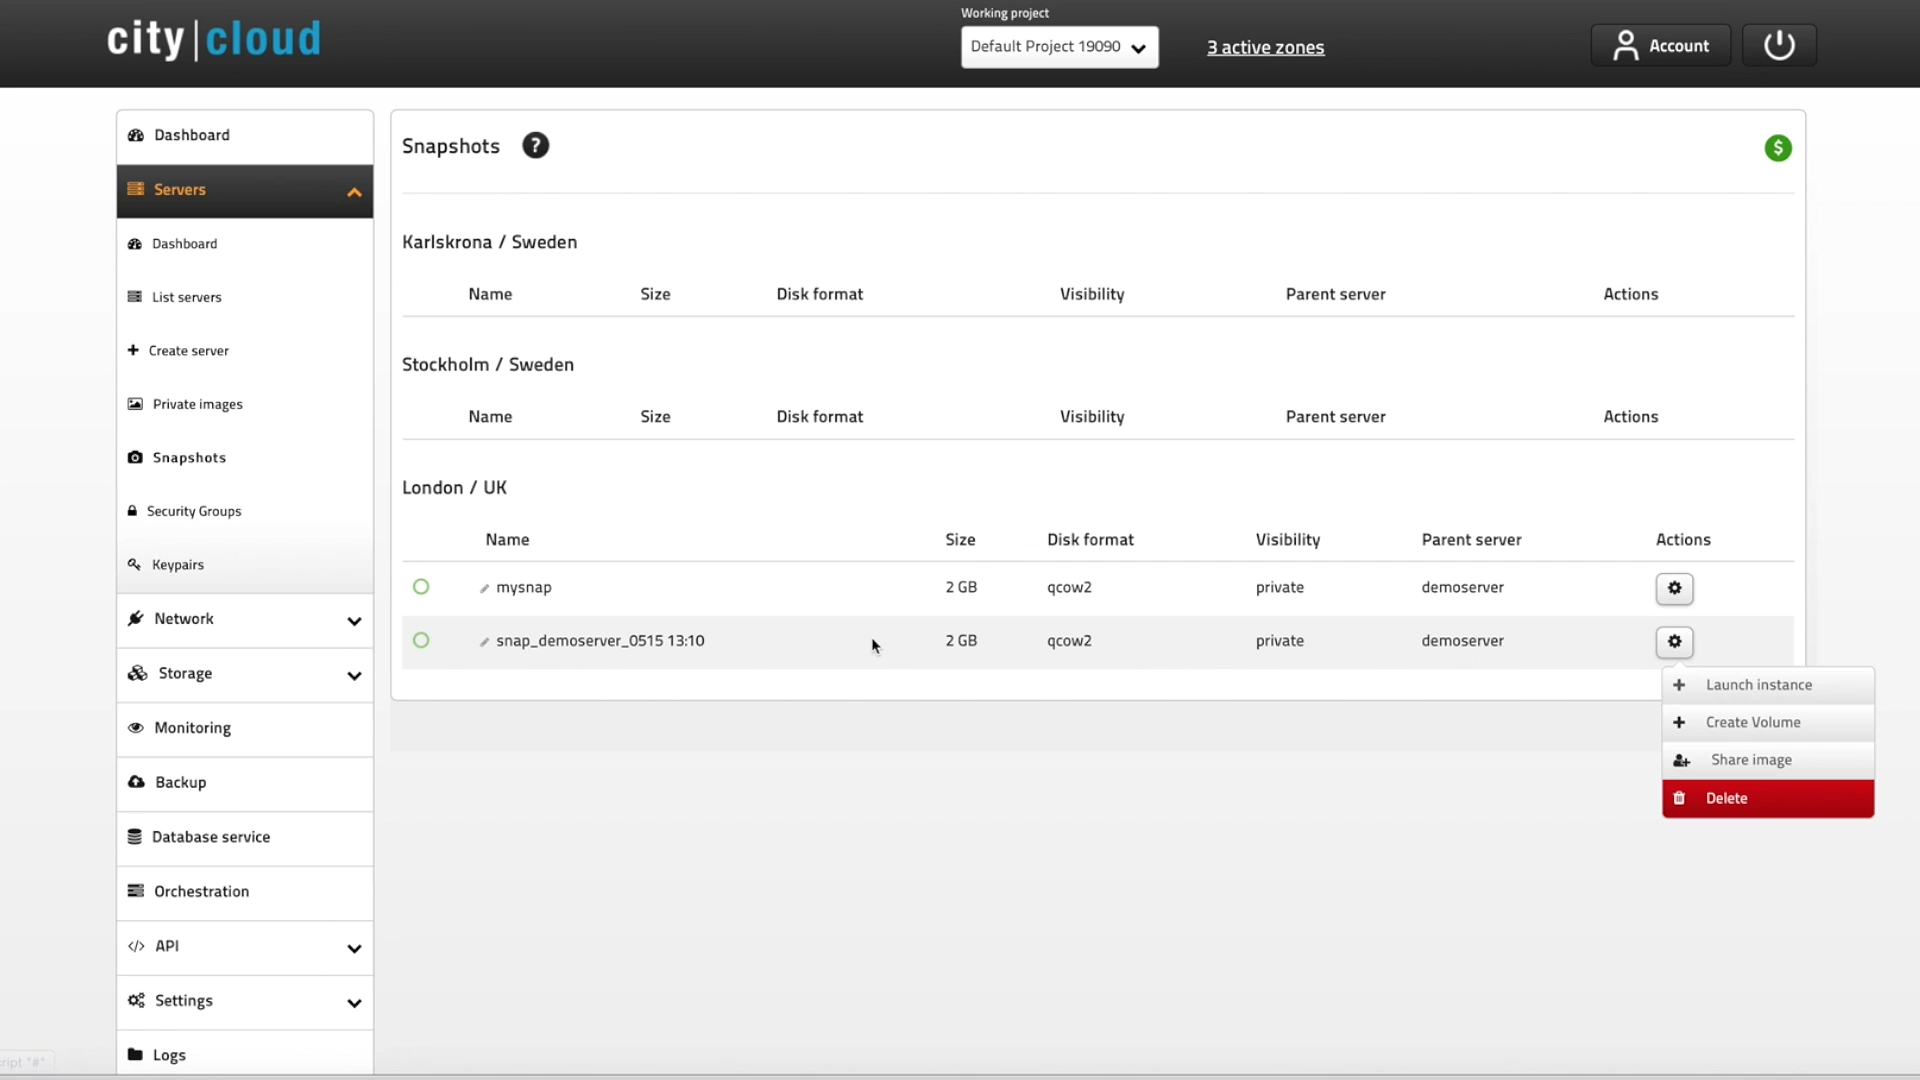 city|cloud
Working project
Default Project 19090
3 active zones
Account
Dashboard
Servers
Dashboard
List servers
Create server
Private images
Snapshots
Security Groups
Keypairs
Network
Storage
Monitoring
Backup
Database service
Orchestration
</> API
Settings
Logs
Snapshots ?
$
Karlskrona / Sweden
Name Size Disk format Visibility Parent server Actions
Stockholm / Sweden
Name Size Disk format Visibility Parent server Actions
London / UK
Name Size Disk format Visibility Parent server Actions
mysnap 2 GB qcow2 private demoserver
snap_demoserver_0515 13:10 2 GB qcow2 private demoserver
Launch instance
Create Volume
Share image
Delete